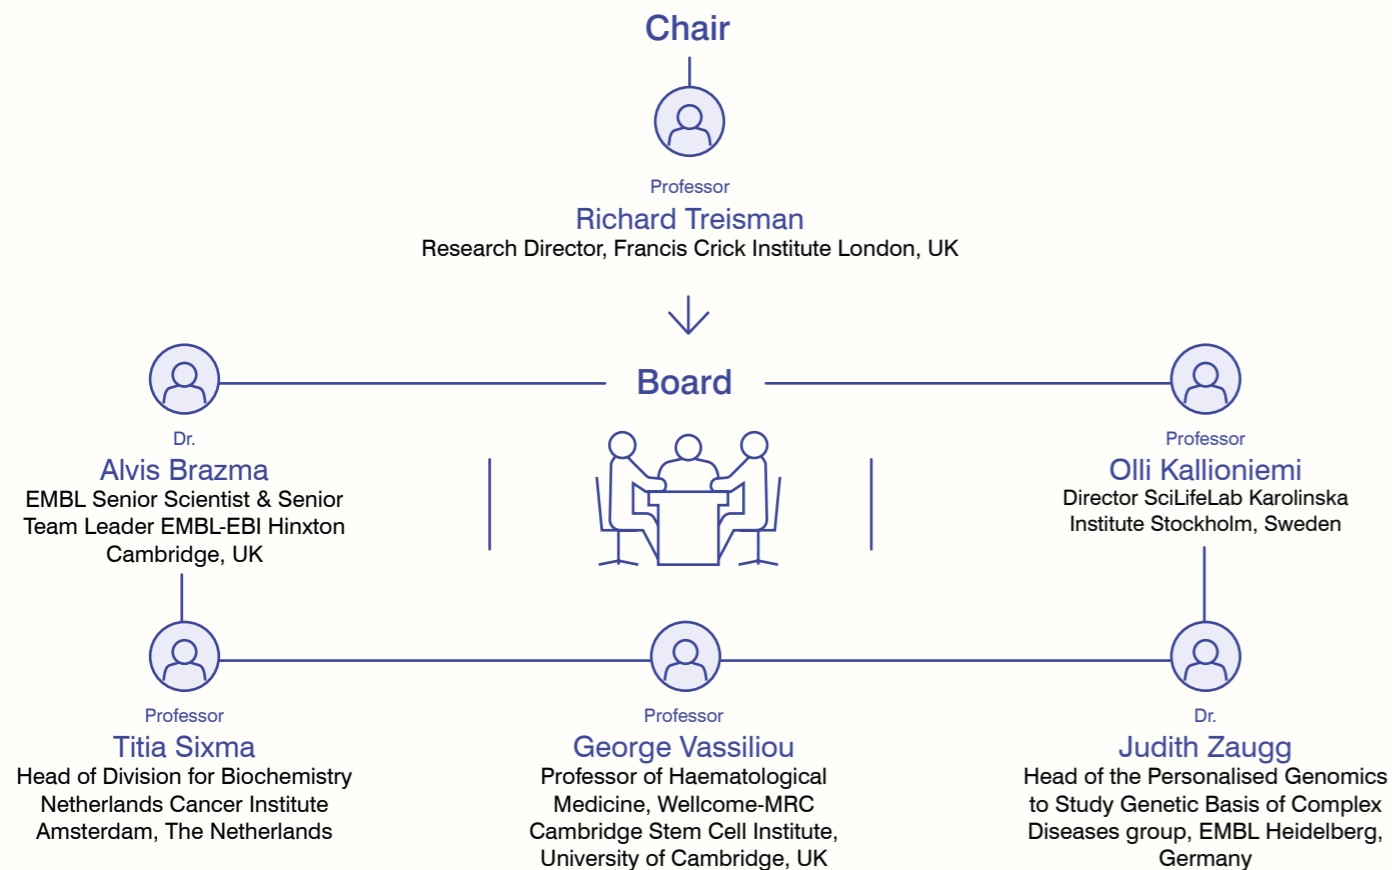 Chair
Professor
Richard Treisman
Research Director, Francis Crick Institute London, UK
Board
Dr.
Alvis Brazma
EMBL Senior Scientist & Senior
Team Leader EMBL-EBI Hinxton
Cambridge, UK
Professor
Olli Kallioniemi
Director SciLifeLab Karolinska
Institute Stockholm, Sweden
Professor
Titia Sixma
Head of Division for Biochemistry
Netherlands Cancer Institute
Amsterdam, The Netherlands
Professor
George Vassiliou
Professor of Haematological
Medicine, Wellcome-MRC
Cambridge Stem Cell Institute,
University of Cambridge, UK
Dr.
Judith Zaugg
Head of the Personalised Genomics
to Study Genetic Basis of Complex
Diseases group, EMBL Heidelberg,
Germany